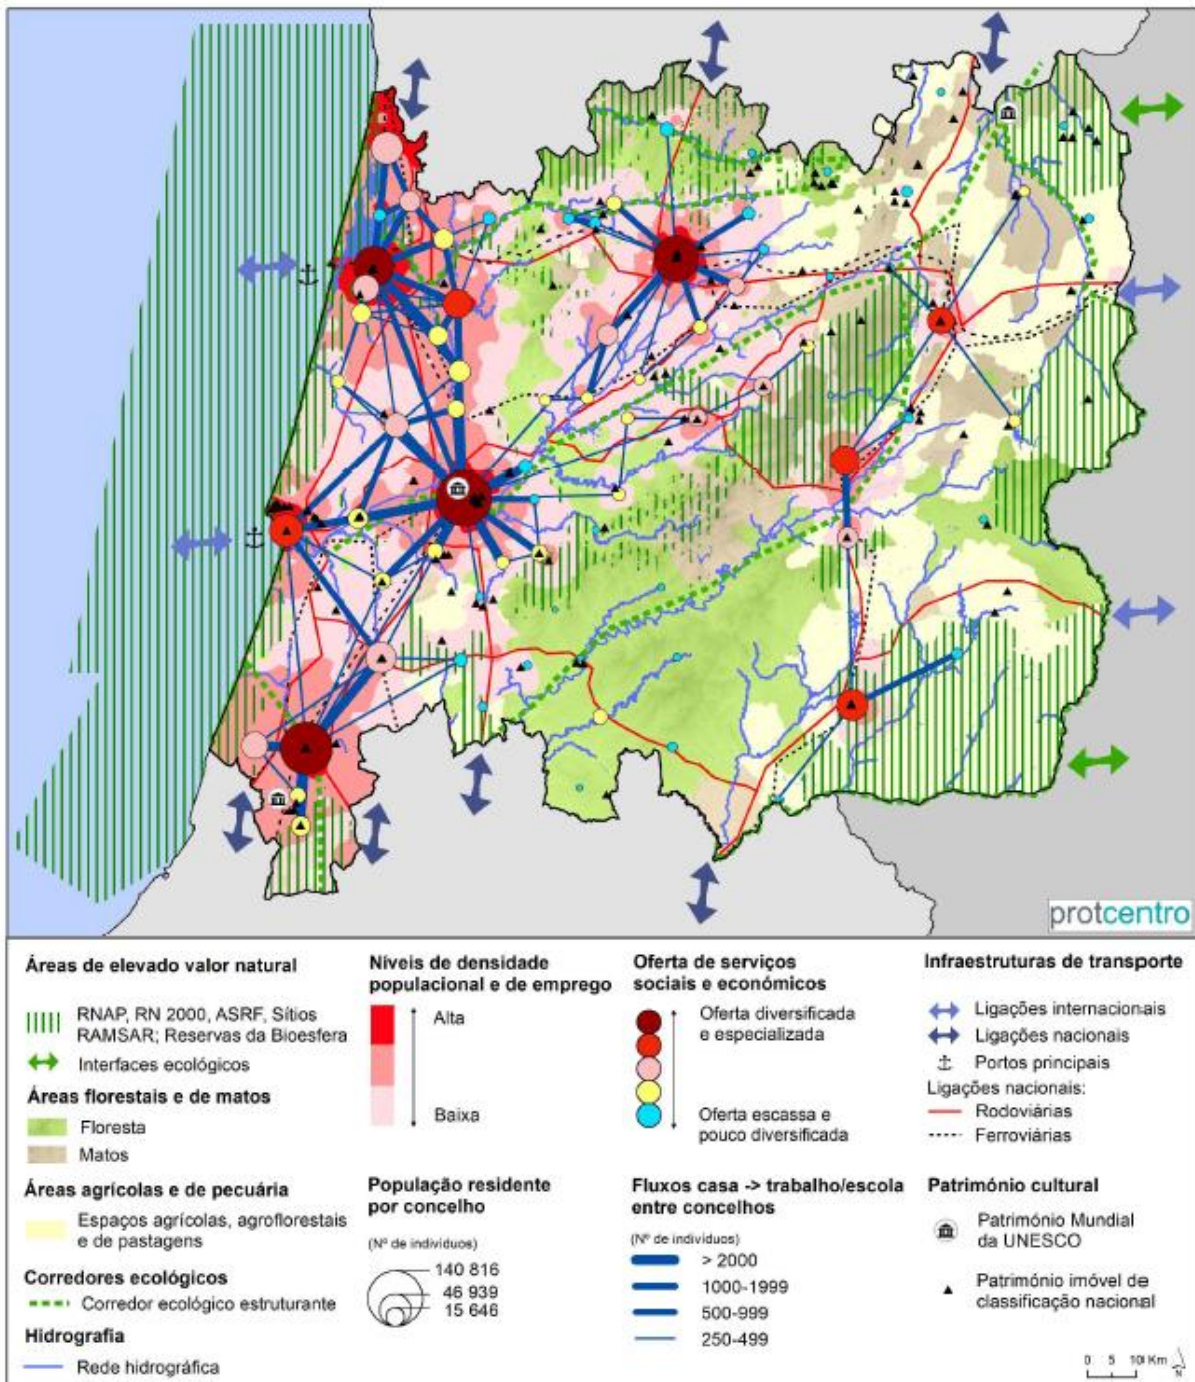 protcentro
Áreas de elevado valor natural
RNAP, RN 2000, ASRF, Sítios
RAMSAR; Reservas da Bioesfera
Interfaces ecológicos
Áreas florestais e de matos
Floresta
Matos
Áreas agrícolas e de pecuária
Espaços agrícolas, agroflorestais
e de pastagens
Corredores ecológicos
Corredor ecológico estruturante
Hidrografia
Rede hidrográfica
Níveis de densidade
populacional e de emprego
Alta
Baixa
População residente
por concelho
(Nº de indivíduos)
140 816
46 939
15 646
Oferta de serviços
sociais e económicos
Oferta diversificada
e especializada
Oferta escassa e
pouco diversificada
Fluxos casa -> trabalho/escola
entre concelhos
(Nº de indivíduos)
> 2000
1000-1999
500-999
250-499
Infraestruturas de transporte
Ligações internacionais
Ligações nacionais
Portos principais
Ligações nacionais:
Rodoviárias
Ferroviárias
Património cultural
Património Mundial
da UNESCO
Património imóvel de
classificação nacional
0 5 10 Km
N